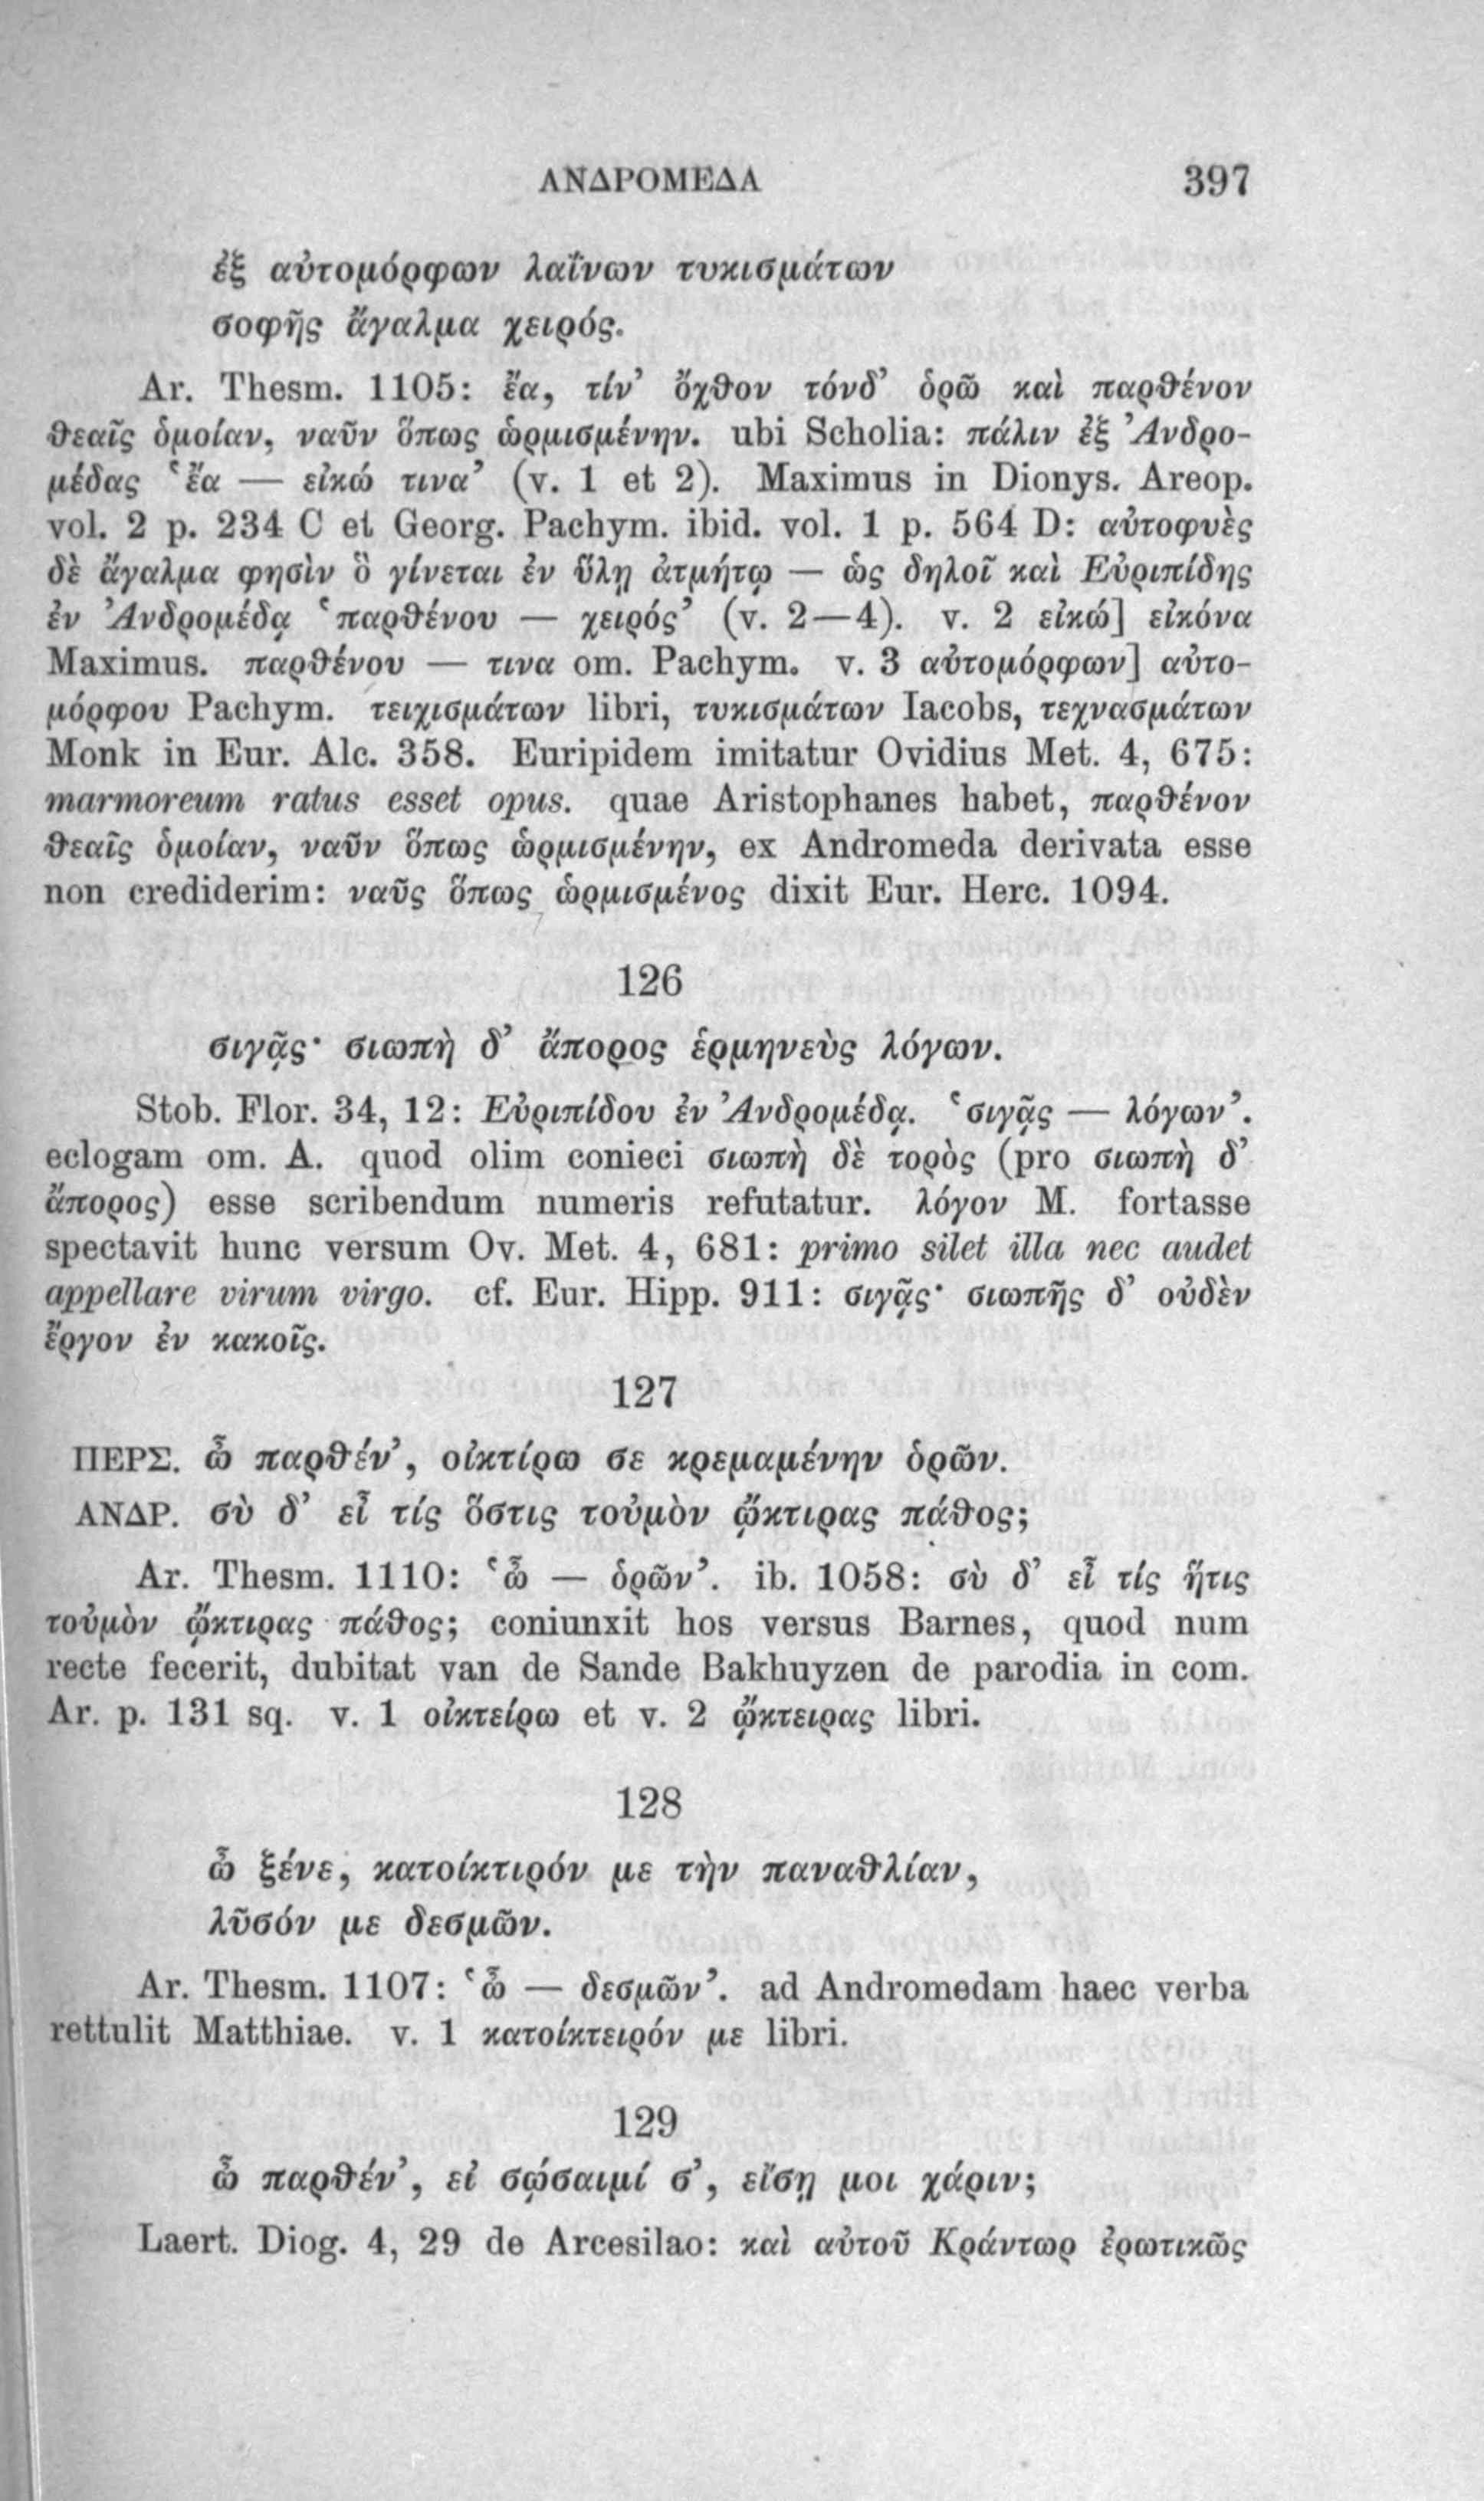 ΑΝΔΡΟΜΕΔΑ 397
ἐξ αὐτομόρφων λαΐνων τυκισμάτων
σοφῆς ἄγαλμα χειρός.
Ar. Thesm. 1105: ἔα, τίν’ ὄχθον τόνδ’ ὁρῶ καὶ παρθένον
θεαῖς ὁμοίαν, ναῦν ὅπως ὡρμισμένην. ubi Scholia: πάλιν ἐξ Ἀνδρο-
μέδας ‘ἔα — εἰκώ τινα’ (v. 1 et 2). Maximus in Dionys. Areop.
vol. 2 p. 234 C et Georg. Pachym. ibid. vol. 1 p. 564 D: αὐτοφυὲς
δὲ ἄγαλμα φησὶν ὃ γίνεται ἐν ὕλῃ ἀτμήτῳ — ὡς δηλοῖ καὶ Εὐριπίδης
ἐν Ἀνδρομέδᾳ ‘παρθένου — χειρός’ (v. 2—4). v. 2 εἰκώ] εἰκόνα
Maximus. παρθένου — τινα om. Pachym. v. 3 αὐτομόρφων] αὐτο-
μόρφου Pachym. τειχισμάτων libri, τυκισμάτων Iacobs, τεχνασμάτων
Monk in Eur. Alc. 358. Euripidem imitatur Ovidius Met. 4, 675:
marmoreum ratus esset opus. quae Aristophanes habet, παρθένον
θεαῖς ὁμοίαν, ναῦν ὅπως ὡρμισμένην, ex Andromeda derivata esse
non crediderim: ναῦς ὅπως ὡρμισμένος dixit Eur. Herc. 1094.
126
σιγᾷς· σιωπὴ δ’ ἄπορος ἑρμηνεὺς λόγων.
Stob. Flor. 34, 12: Εὐριπίδου ἐν Ἀνδρομέδᾳ. ‘σιγᾷς — λόγων’.
eclogam om. A. quod olim conieci σιωπὴ δὲ τορὸς (pro σιωπὴ δ’
ἄπορος) esse scribendum numeris refutatur. λόγον M. fortasse
spectavit hunc versum Ov. Met. 4, 681: primo silet illa nec audet
appellare virum virgo. cf. Eur. Hipp. 911: σιγᾷς· σιωπῆς δ’ οὐδὲν
ἔργον ἐν κακοῖς.
127
ΠΕΡΣ. ὦ παρθέν’, οἰκτίρω σε κρεμαμένην ὁρῶν.
ΑΝΔΡ. σὺ δ’ εἶ τίς ὅστις τοὐμὸν ᾤκτιρας πάθος;
Ar. Thesm. 1110: ‘ὦ — ὁρῶν’. ib. 1058: σὺ δ’ εἶ τίς ἥτις
τοὐμὸν ᾤκτιρας πάθος; coniunxit hos versus Barnes, quod num
recte fecerit, dubitat van de Sande Bakhuyzen de parodia in com.
Ar. p. 131 sq. v. 1 οἰκτείρω et v. 2 ᾤκτειρας libri.
128
ὦ ξένε, κατοίκτιρόν με τὴν παναθλίαν,
λῦσόν με δεσμῶν.
Ar. Thesm. 1107: ‘ὦ — δεσμῶν’. ad Andromedam haec verba
rettulit Matthiae. v. 1 κατοίκτειρόν με libri.
129
ὦ παρθέν’, εἰ σῴσαιμί σ’, εἴσῃ μοι χάριν;
Laert. Diog. 4, 29 de Arcesilao: καὶ αὐτοῦ Κράντωρ ἐρωτικῶς